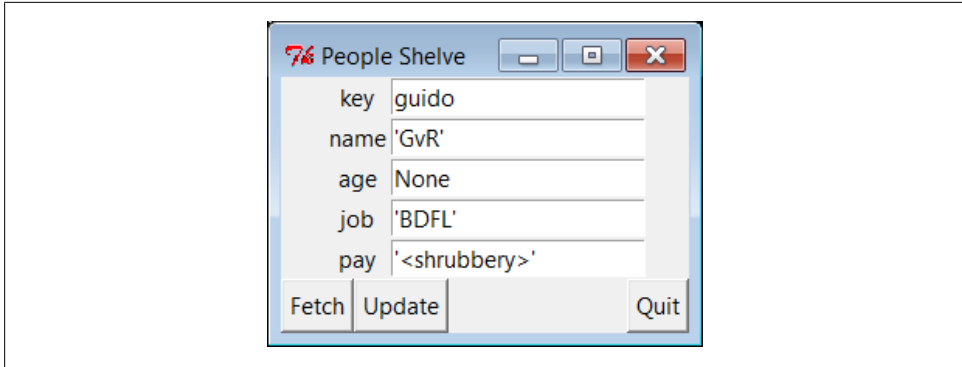 People Shelve
key guido
name 'GvR'
age None
job 'BDFL'
pay '<shrubbery>'
Fetch Update Quit